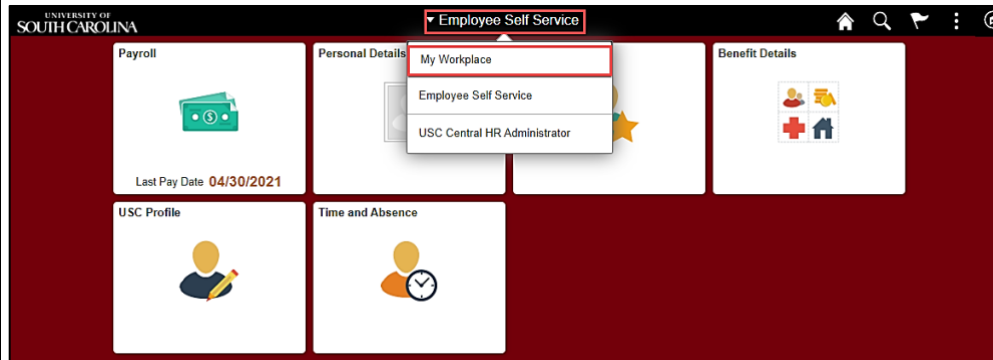 UNIVERSITY OF
SOUTH CAROLINA
Employee Self Service
Payroll
Personal Details
My Workplace
Employee Self Service
USC Central HR Administrator
Benefit Details
Last Pay Date 04/30/2021
USC Profile
Time and Absence